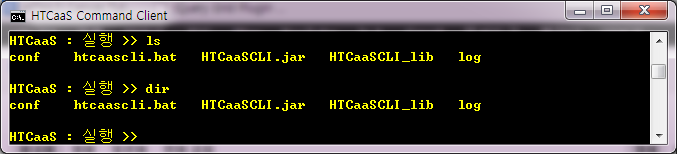 HTCaaS Command Client
HTCaaS : 실행 >> ls
conf htcaascli.bat HTCaaSCLI.jar HTCaaSCLI_lib log
HTCaaS : 실행 >> dir
conf htcaascli.bat HTCaaSCLI.jar HTCaaSCLI_lib log
HTCaaS : 실행 >>